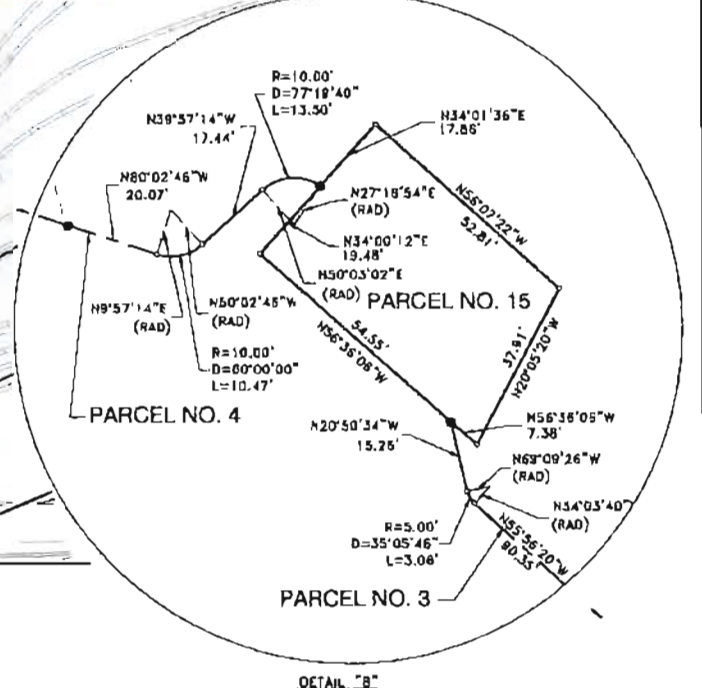 R=10.00'
D=77°19'40"
L=13.50'
N39°57'14"W
17.44'
N34°01'36"E
17.86'
N80°02'46"W
20.07'
N27°18'54"E
(RAD)
N56°07'22"W
52.81'
N34°00'12"E
19.48'
N50°03'02"E
(RAD)
PARCEL NO. 15
N9°57'14"E
(RAD)
N50°02'46"W
(RAD)
54.55'
N56°36'06"W
37.91'
N20°05'20"W
R=10.00'
D=60°00'00"
L=10.47'
PARCEL NO. 4
N20°50'34"W
15.26'
N56°36'06"W
7.38'
N69°09'26"W
(RAD)
N34°03'40"
(RAD)
R=5.00'
D=35°05'46"
L=3.06'
N55°56'20"W
80.35'
PARCEL NO. 3
DETAIL "B"